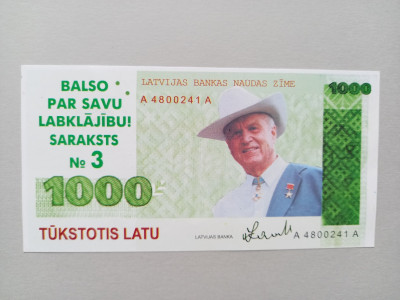 BALSO
PAR SAVU
LABKLĀJĪBU!
SARAKSTS
№ 3
LATVIJAS BANKAS NAUDAS ZĪME
A 4800241 A
1000
1000
TŪKSTOTIS LATU
LATVIJAS BANKA
A 4800241 A